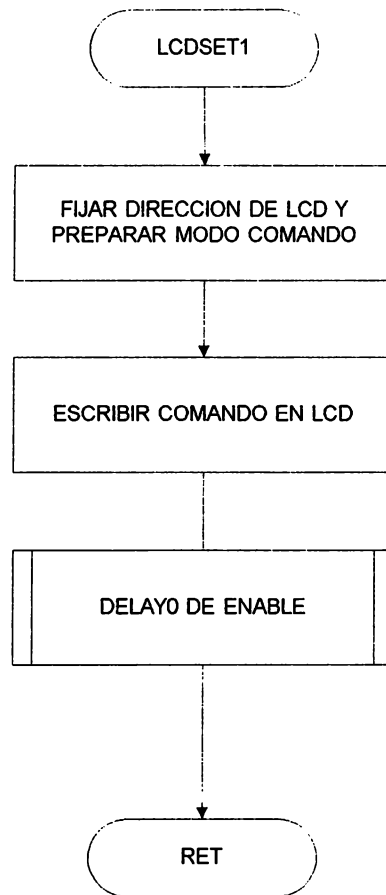 LCDSET1
FIJAR DIRECCION DE LCD Y
PREPARAR MODO COMANDO
ESCRIBIR COMANDO EN LCD
DELAY0 DE ENABLE
RET